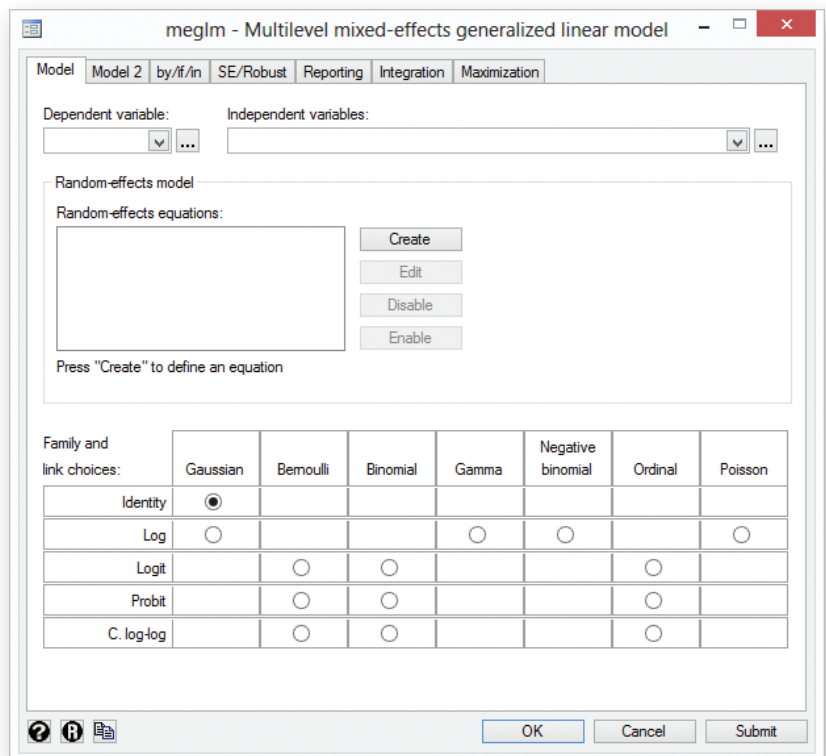 meglm - Multilevel mixed-effects generalized linear model
Model Model 2 by/if/in SE/Robust Reporting Integration Maximization
Dependent variable: Independent variables:
... ...
Random-effects model
Random-effects equations:
Create
Edit
Disable
Enable
Press "Create" to define an equation
Family and
link choices:
Gaussian Bernoulli Binomial Gamma Negative binomial Ordinal Poisson
Identity
Log
Logit
Probit
C. log-log
? R OK Cancel Submit